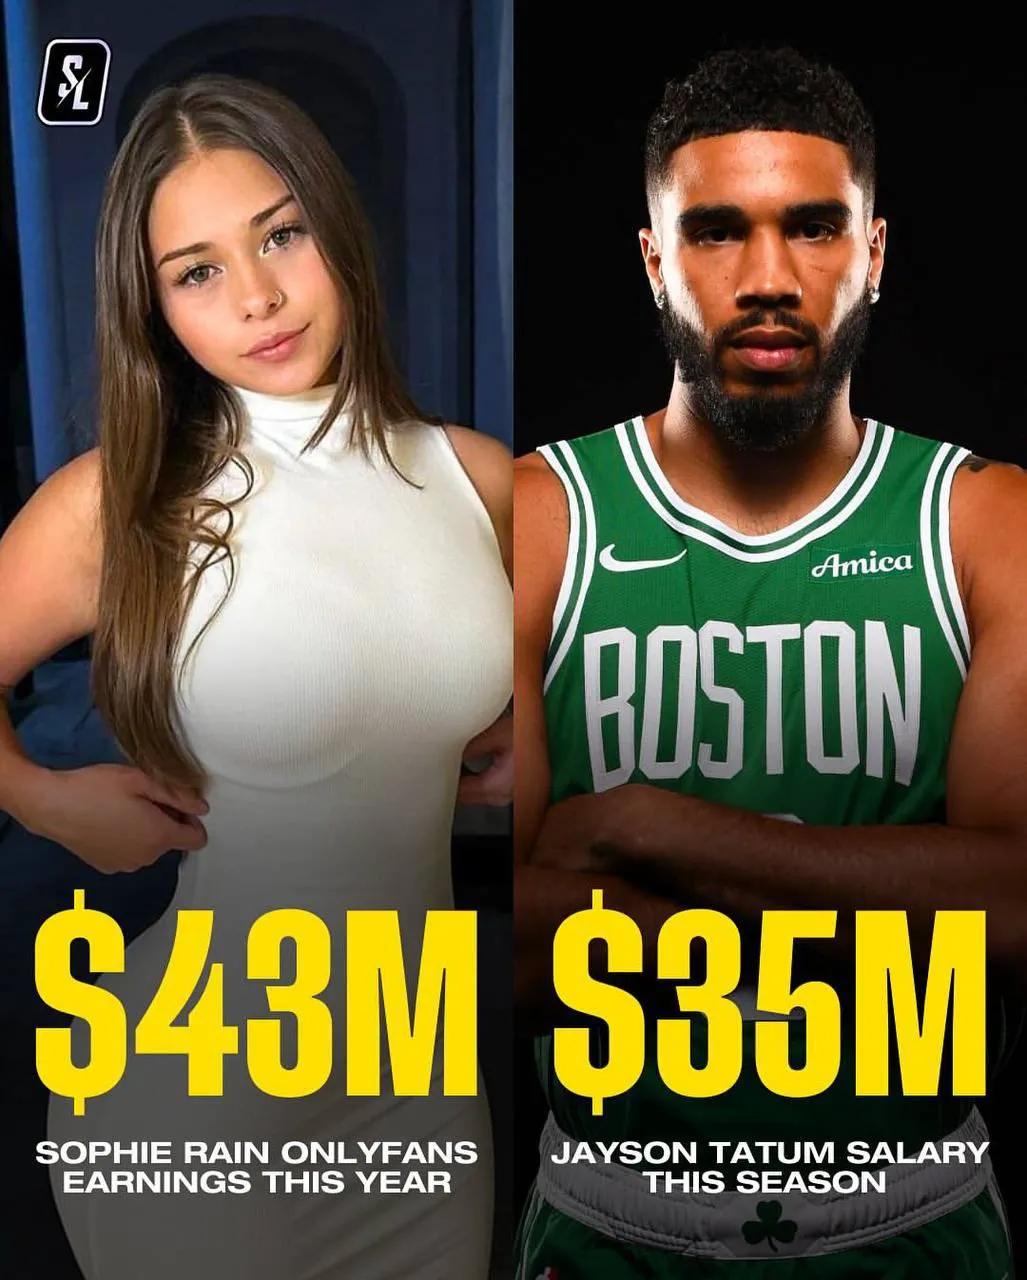 SL
Amica
BOSTON
$43M
SOPHIE RAIN ONLYFANS
EARNINGS THIS YEAR
$35M
JAYSON TATUM SALARY
THIS SEASON